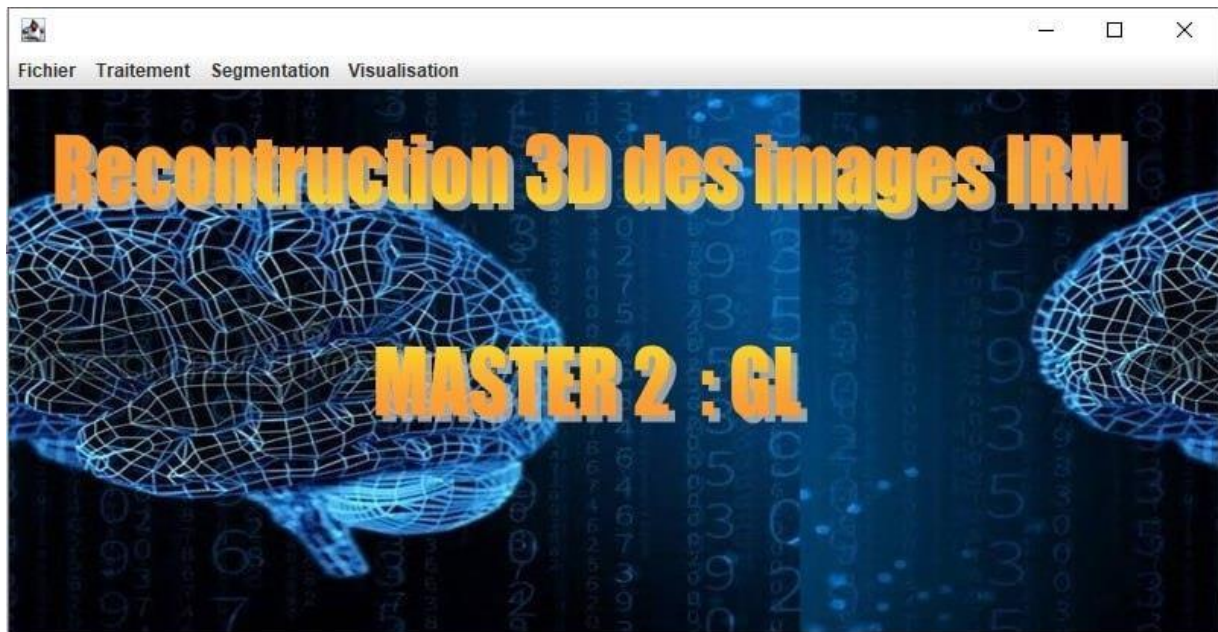 Fichier Traitement Segmentation Visualisation
Recontruction 3D des images IRM
MASTER 2 : GL